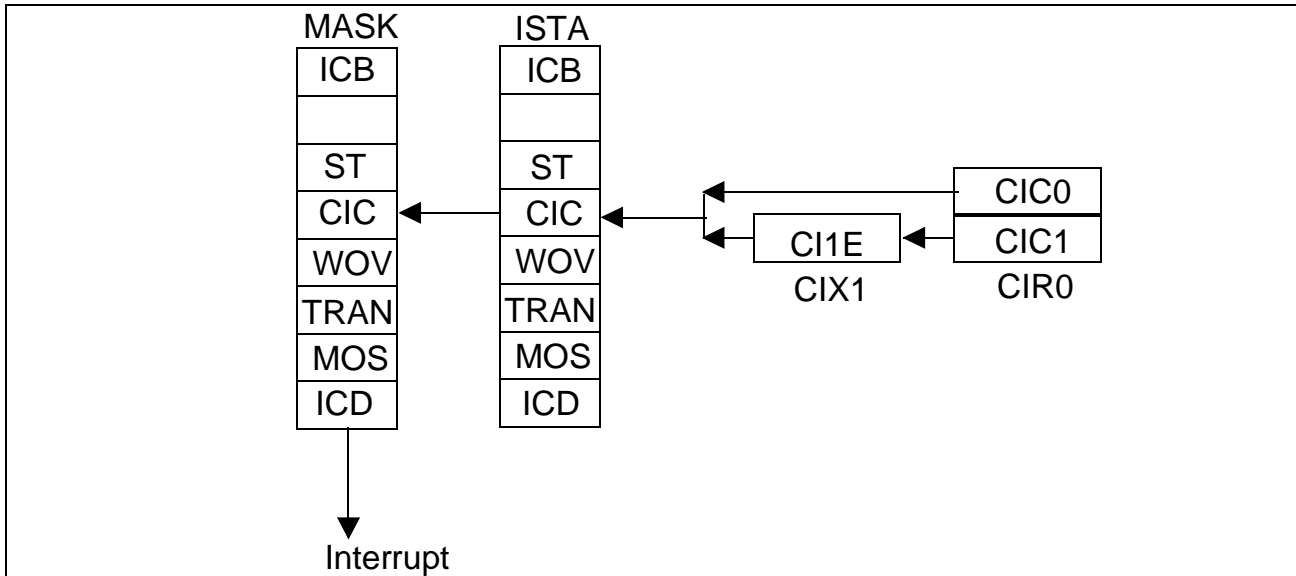 MASK
ICB
ST
CIC
WOV
TRAN
MOS
ICD
Interrupt
ISTA
ICB
ST
CIC
WOV
TRAN
MOS
ICD
CI1E
CIX1
CIC0
CIC1
CIR0